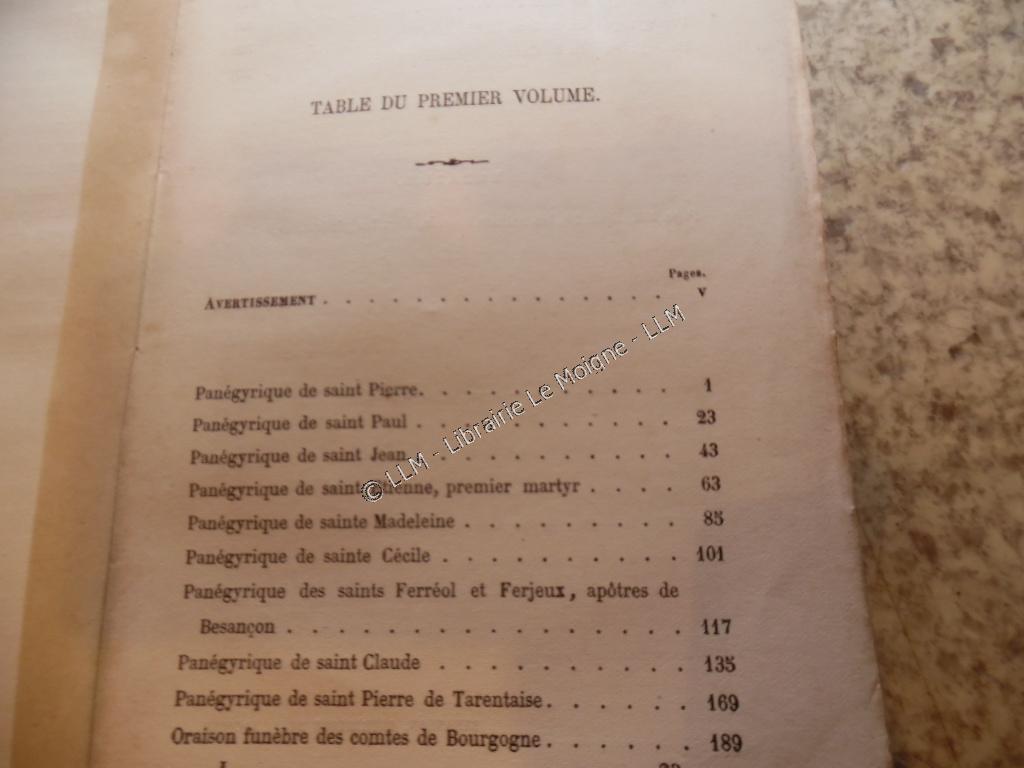 TABLE DU PREMIER VOLUME.
Pages.
AVERTISSEMENT . . . . . . . . . . . . . . . V
Panégyrique de saint Pierre. . . . . . . . . . 1
Panégyrique de saint Paul . . . . . . . . . . 23
Panégyrique de saint Jean. . . . . . . . . . 43
Panégyrique de saint Étienne, premier martyr . . . . 63
Panégyrique de sainte Madeleine . . . . . . . . . 85
Panégyrique de sainte Cécile . . . . . . . . . . 101
Panégyrique des saints Ferréol et Ferjeux, apôtres de
Besançon . . . . . . . . . . . . . . . 117
Panégyrique de saint Claude . . . . . . . . . . 135
Panégyrique de saint Pierre de Tarentaise. . . . . . 169
Oraison funèbre des comtes de Bourgogne . . . . . . 189
© LLM - Librairie Le Moigne - LLM